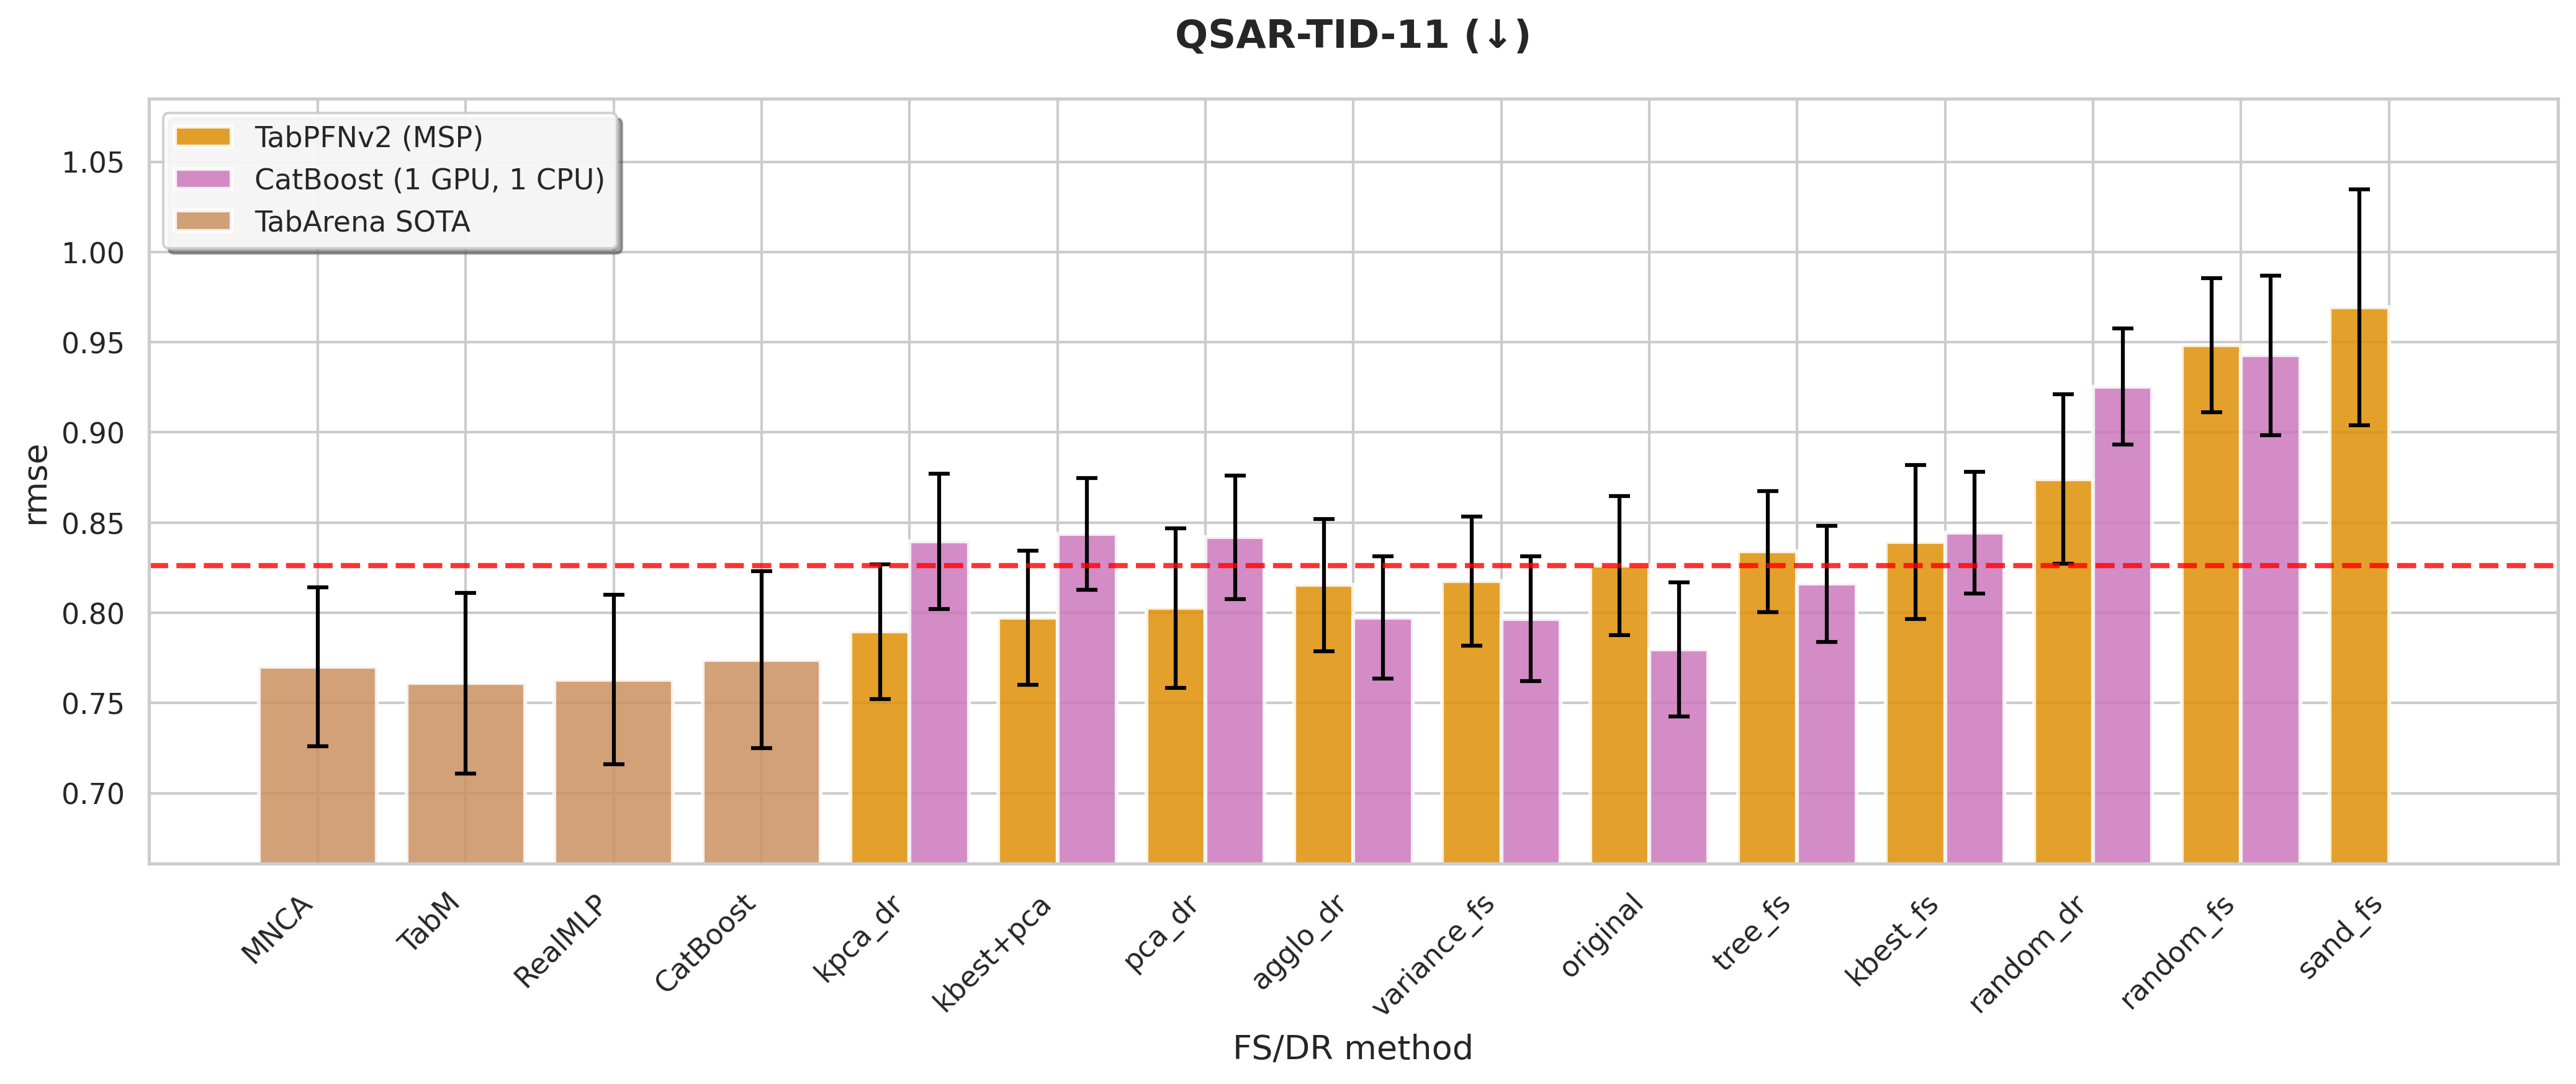 QSAR-TID-11 (↓)
TabPFNv2 (MSP)
CatBoost (1 GPU, 1 CPU)
TabArena SOTA
rmse
1.05
1.00
0.95
0.90
0.85
0.80
0.75
0.70
MNCA
TabM
RealMLP
CatBoost
kpca_dr
kbest+pca
pca_dr
agglo_dr
variance_fs
original
tree_fs
kbest_fs
random_dr
random_fs
sand_fs
FS/DR method